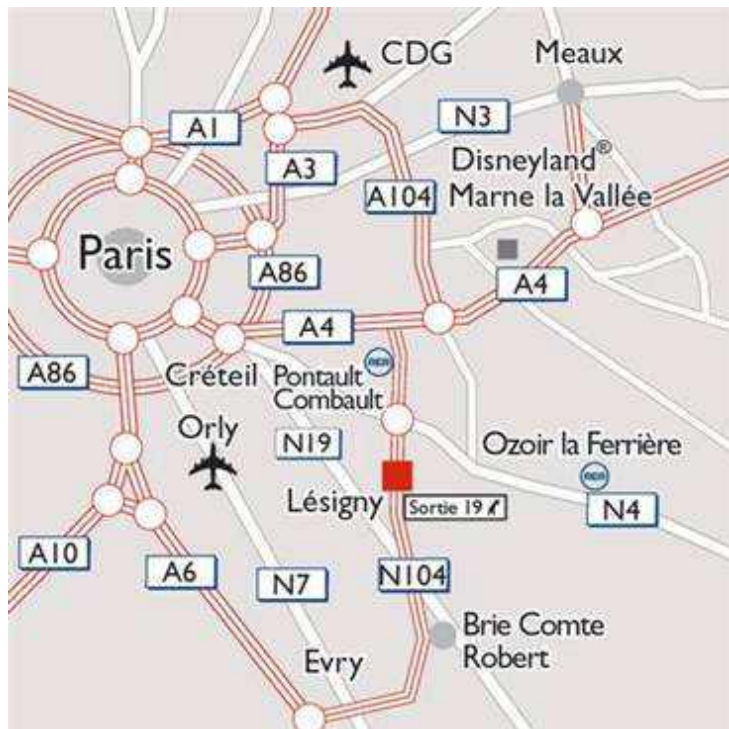 CDG
Meaux
A1
N3
A3
Disneyland®
Marne la Vallée
A104
Paris
A86
A4
A4
A86
Créteil
Pontault
Combault
Orly
N19
Ozoir la Ferrière
Lésigny
Sortie 19
N4
A10
A6
N7
N104
Brie Comte
Robert
Evry